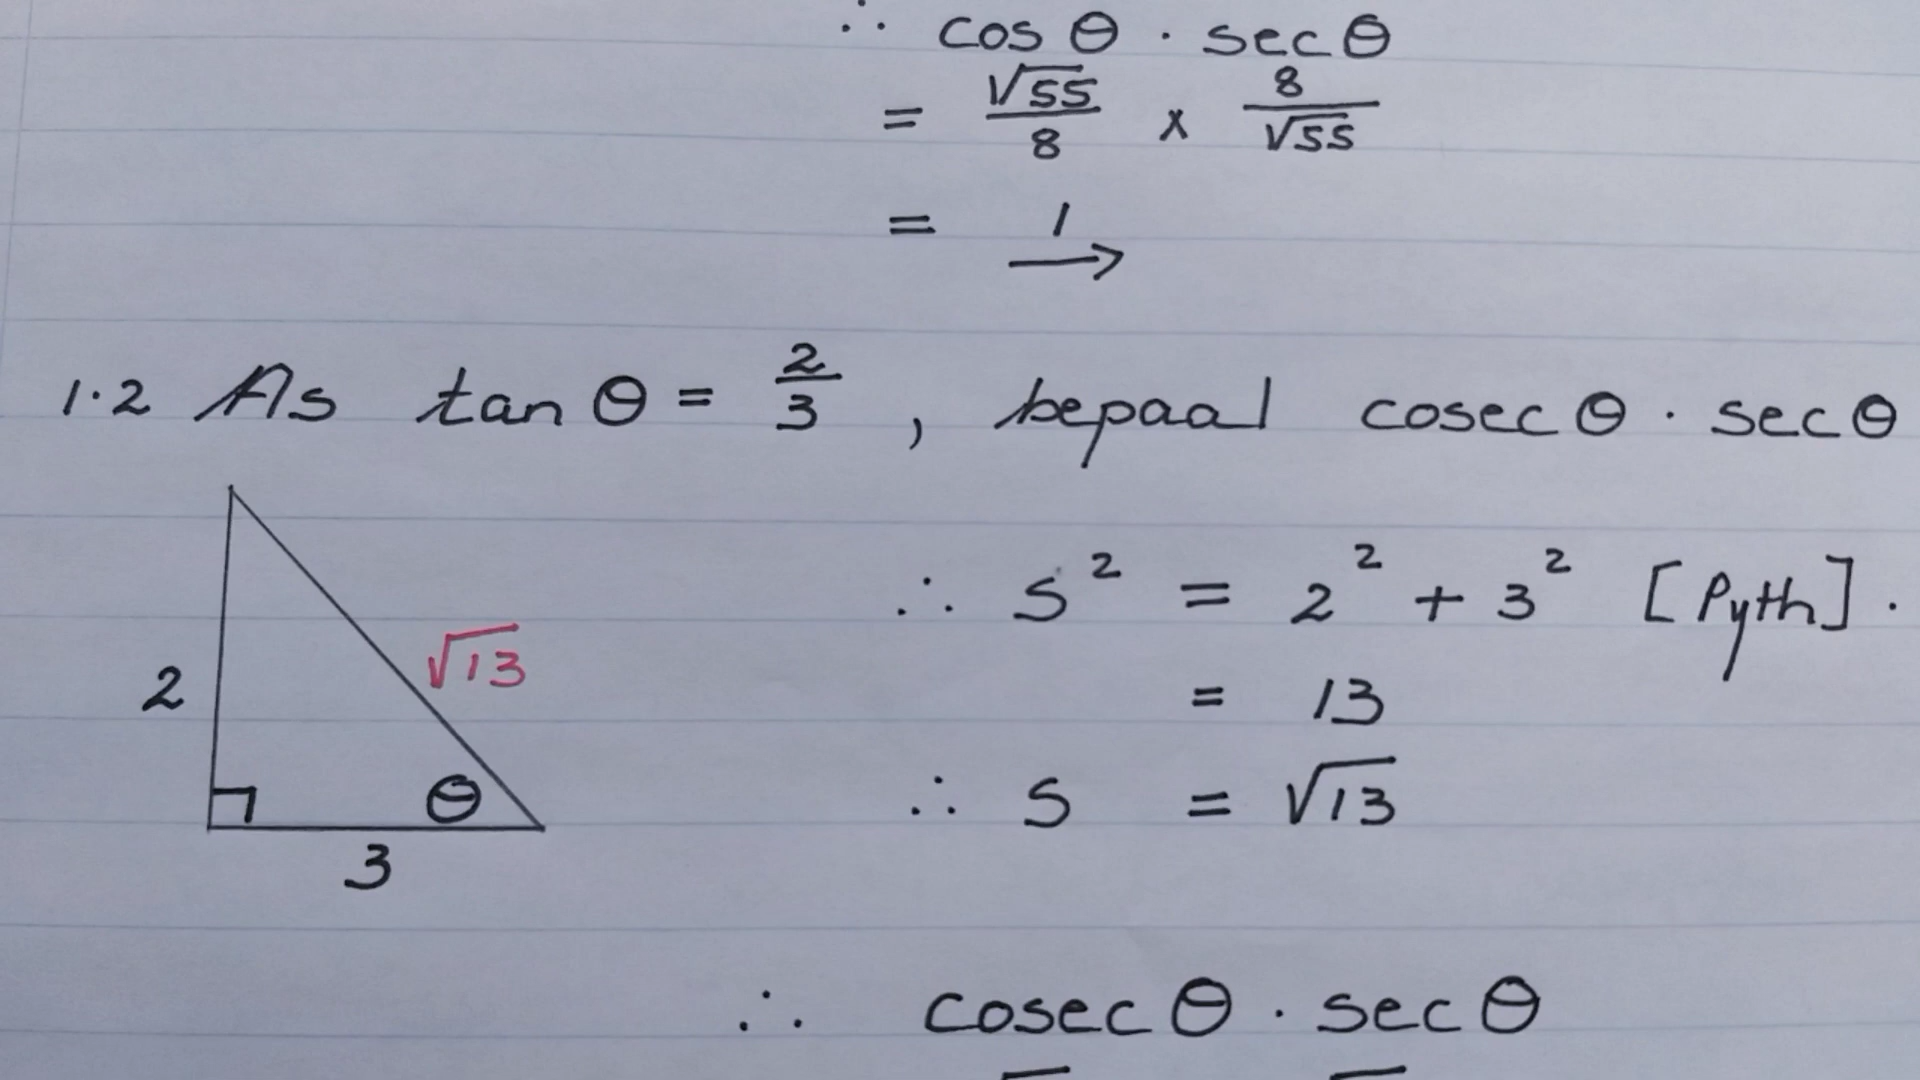 ∴ cos θ · sec θ
= √55/8 × 8/√55
= 1
1.2 As tan θ = 2/3 , bepaal cosec θ · sec θ
∴ s² = 2² + 3² [Pyth].
√13
2
= 13
∴ s = √13
θ
3
∴ cosec θ · sec θ